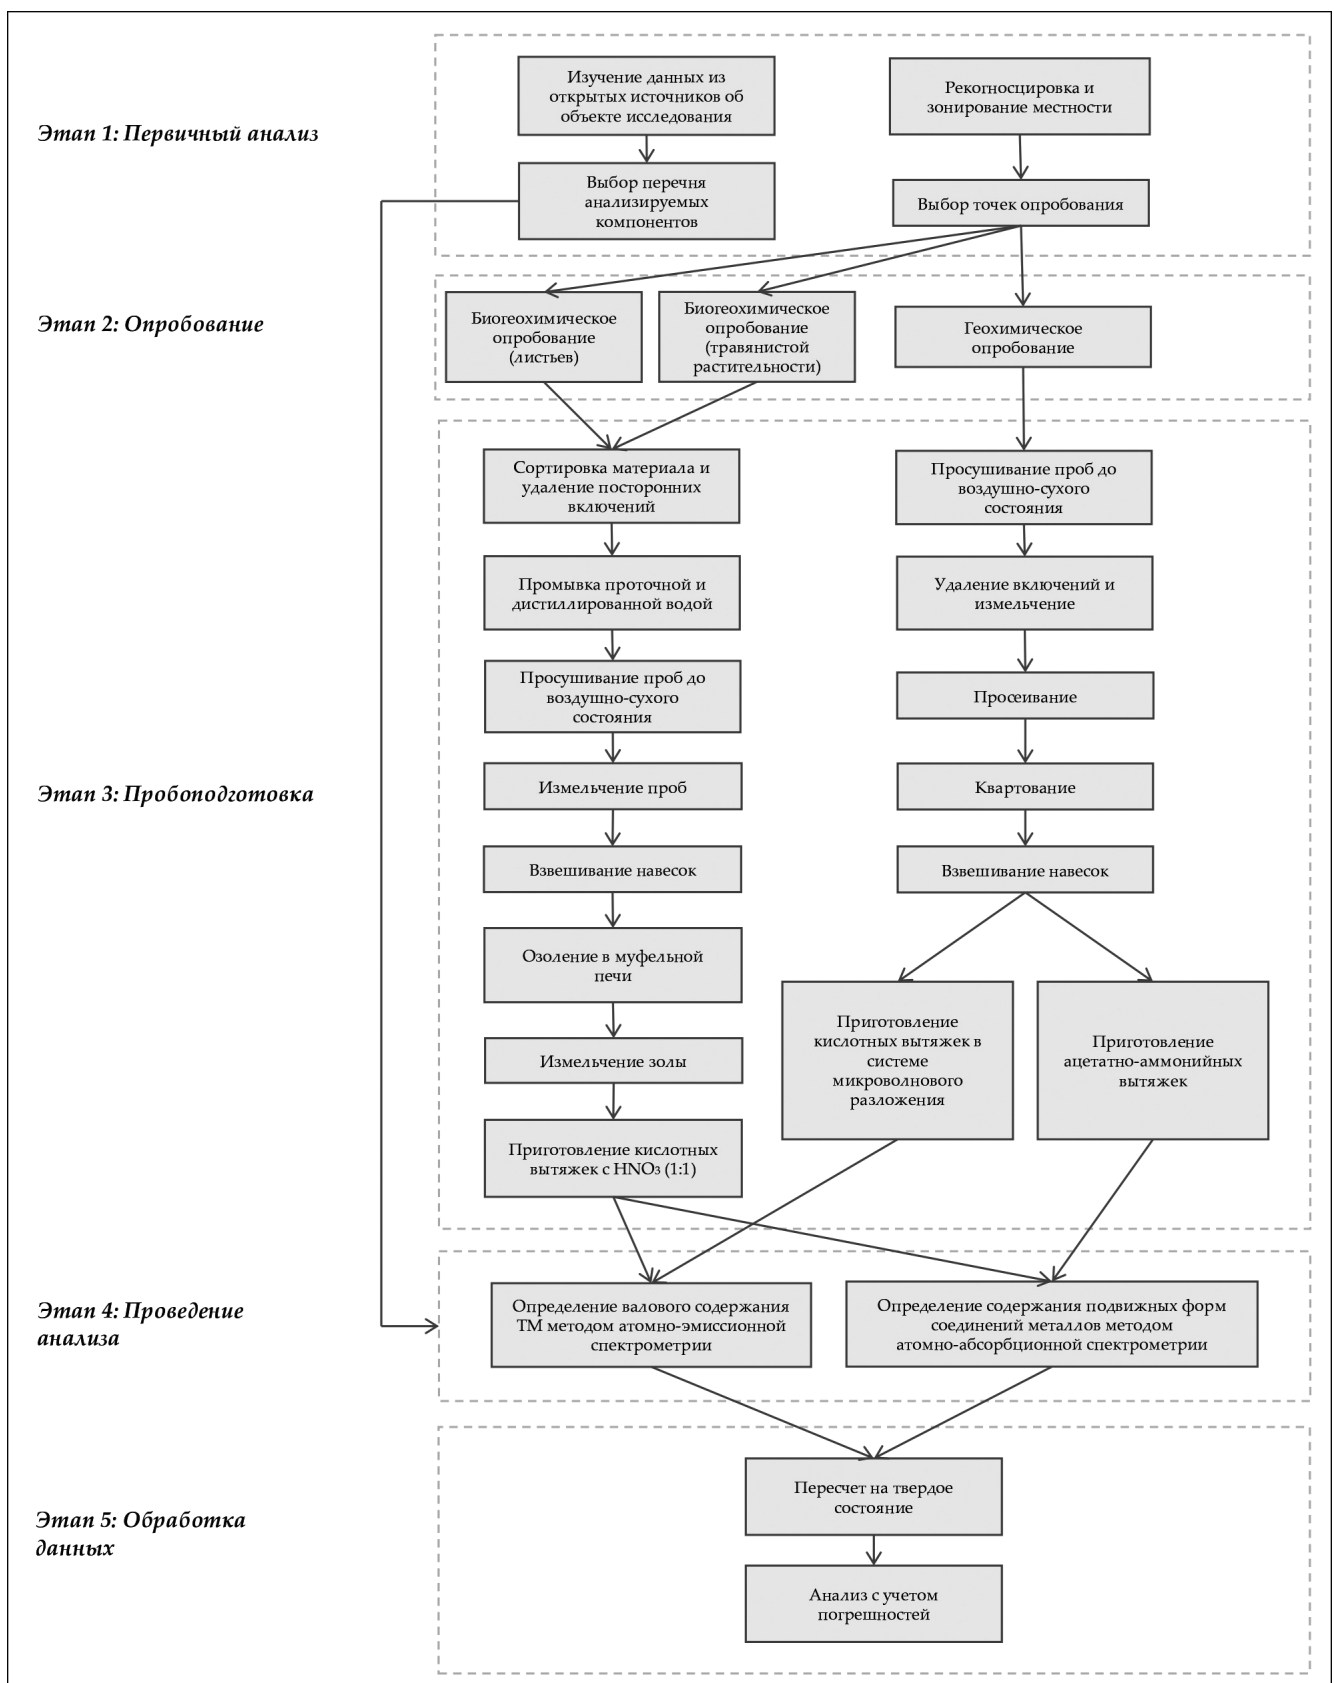 Этап 1: Первичный анализ
Изучение данных из
открытых источников об
объекте исследования
Рекогносцировка и
зонирование местности
Выбор перечня
анализируемых
компонентов
Выбор точек опробования
Этап 2: Опробование
Биогеохимическое
опробование
(листьев)
Биогеохимическое
опробование
(травянистой
растительности)
Геохимическое
опробование
Этап 3: Пробоподготовка
Сортировка материала и
удаление посторонних
включений
Промывка проточной и
дистиллированной водой
Просушивание проб до
воздушно-сухого
состояния
Измельчение проб
Взвешивание навесок
Озоление в муфельной
печи
Измельчение золы
Приготовление кислотных
вытяжек с HNO₃ (1:1)
Просушивание проб до
воздушно-сухого
состояния
Удаление включений и
измельчение
Просеивание
Квартование
Взвешивание навесок
Приготовление
кислотных вытяжек в
системе
микроволнового
разложения
Приготовление
ацетатно-аммонийных
вытяжек
Этап 4: Проведение
анализа
Определение валового содержания
ТМ методом атомно-эмиссионной
спектрометрии
Определение содержания подвижных форм
соединений металлов методом
атомно-абсорбционной спектрометрии
Этап 5: Обработка
данных
Пересчет на твердое
состояние
Анализ с учетом
погрешностей